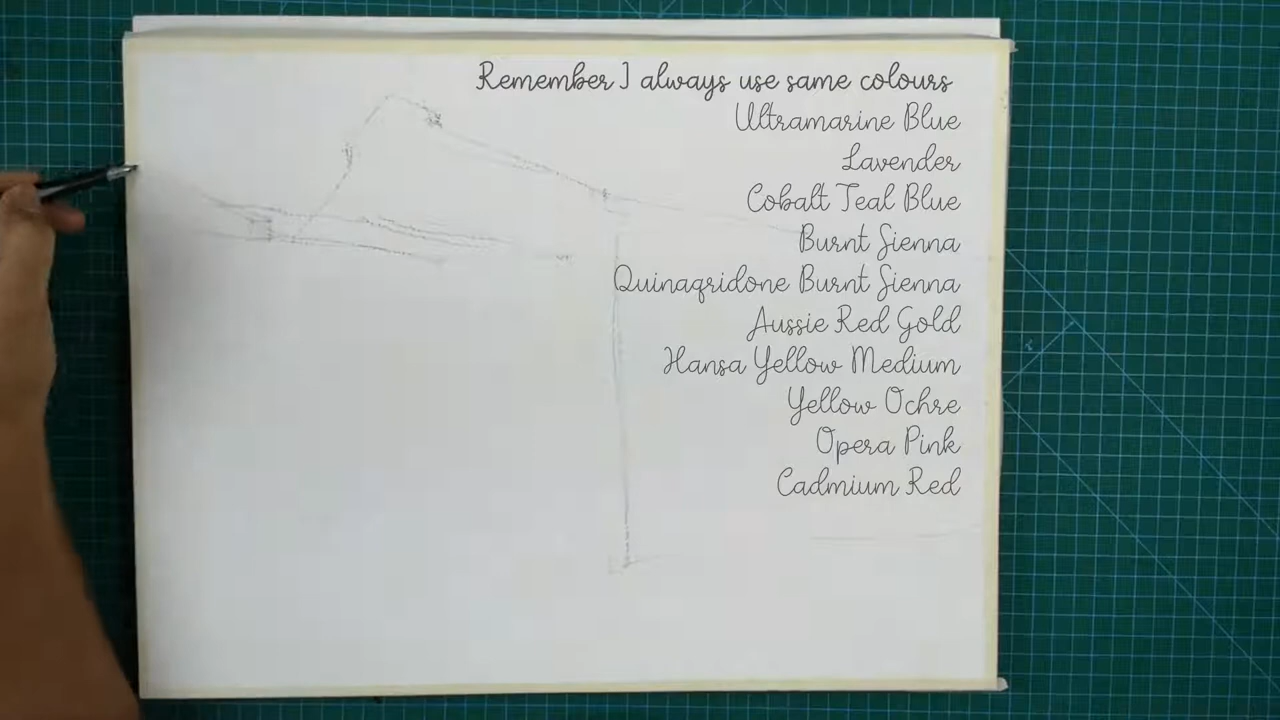 Remember I always use same colours
Ultramarine Blue
Lavender
Cobalt Teal Blue
Burnt Sienna
Quinaqridone Burnt Sienna
Aussie Red Gold
Hansa Yellow Medium
Yellow Ochre
Opera Pink
Cadmium Red